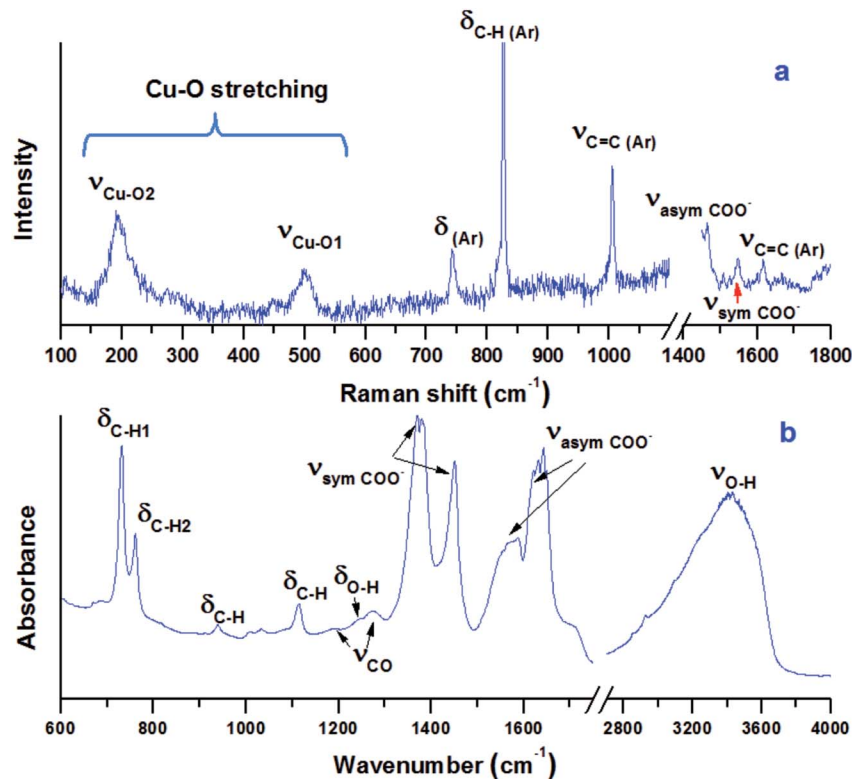 δC-H (Ar)
a
Cu-O stretching
νC=C (Ar)
νCu-O2
νasym COO-
νCu-O1
δ(Ar)
νC=C (Ar)
νsym COO-
Intensity
100 200 300 400 500 600 700 800 900 1000 1400 1500 1600 1700 1800
Raman shift (cm-1)
b
δC-H1
νasym COO-
νsym COO-
νO-H
δC-H2
δO-H
δC-H
δC-H
νCO
Absorbance
600 800 1000 1200 1400 1600 2800 3200 3600 4000
Wavenumber (cm-1)